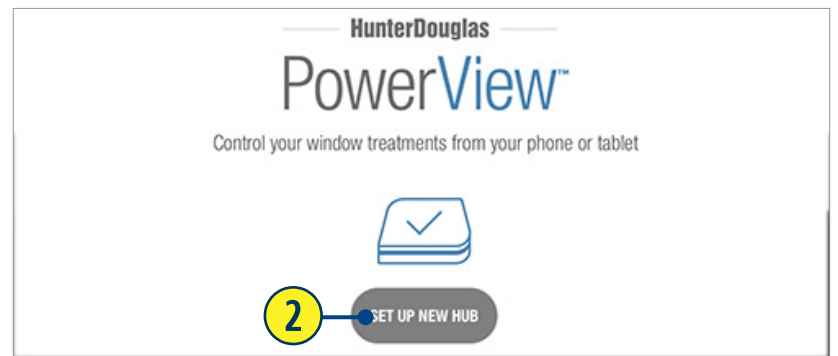 HunterDouglas
PowerView™
Control your window treatments from your phone or tablet
2 SET UP NEW HUB